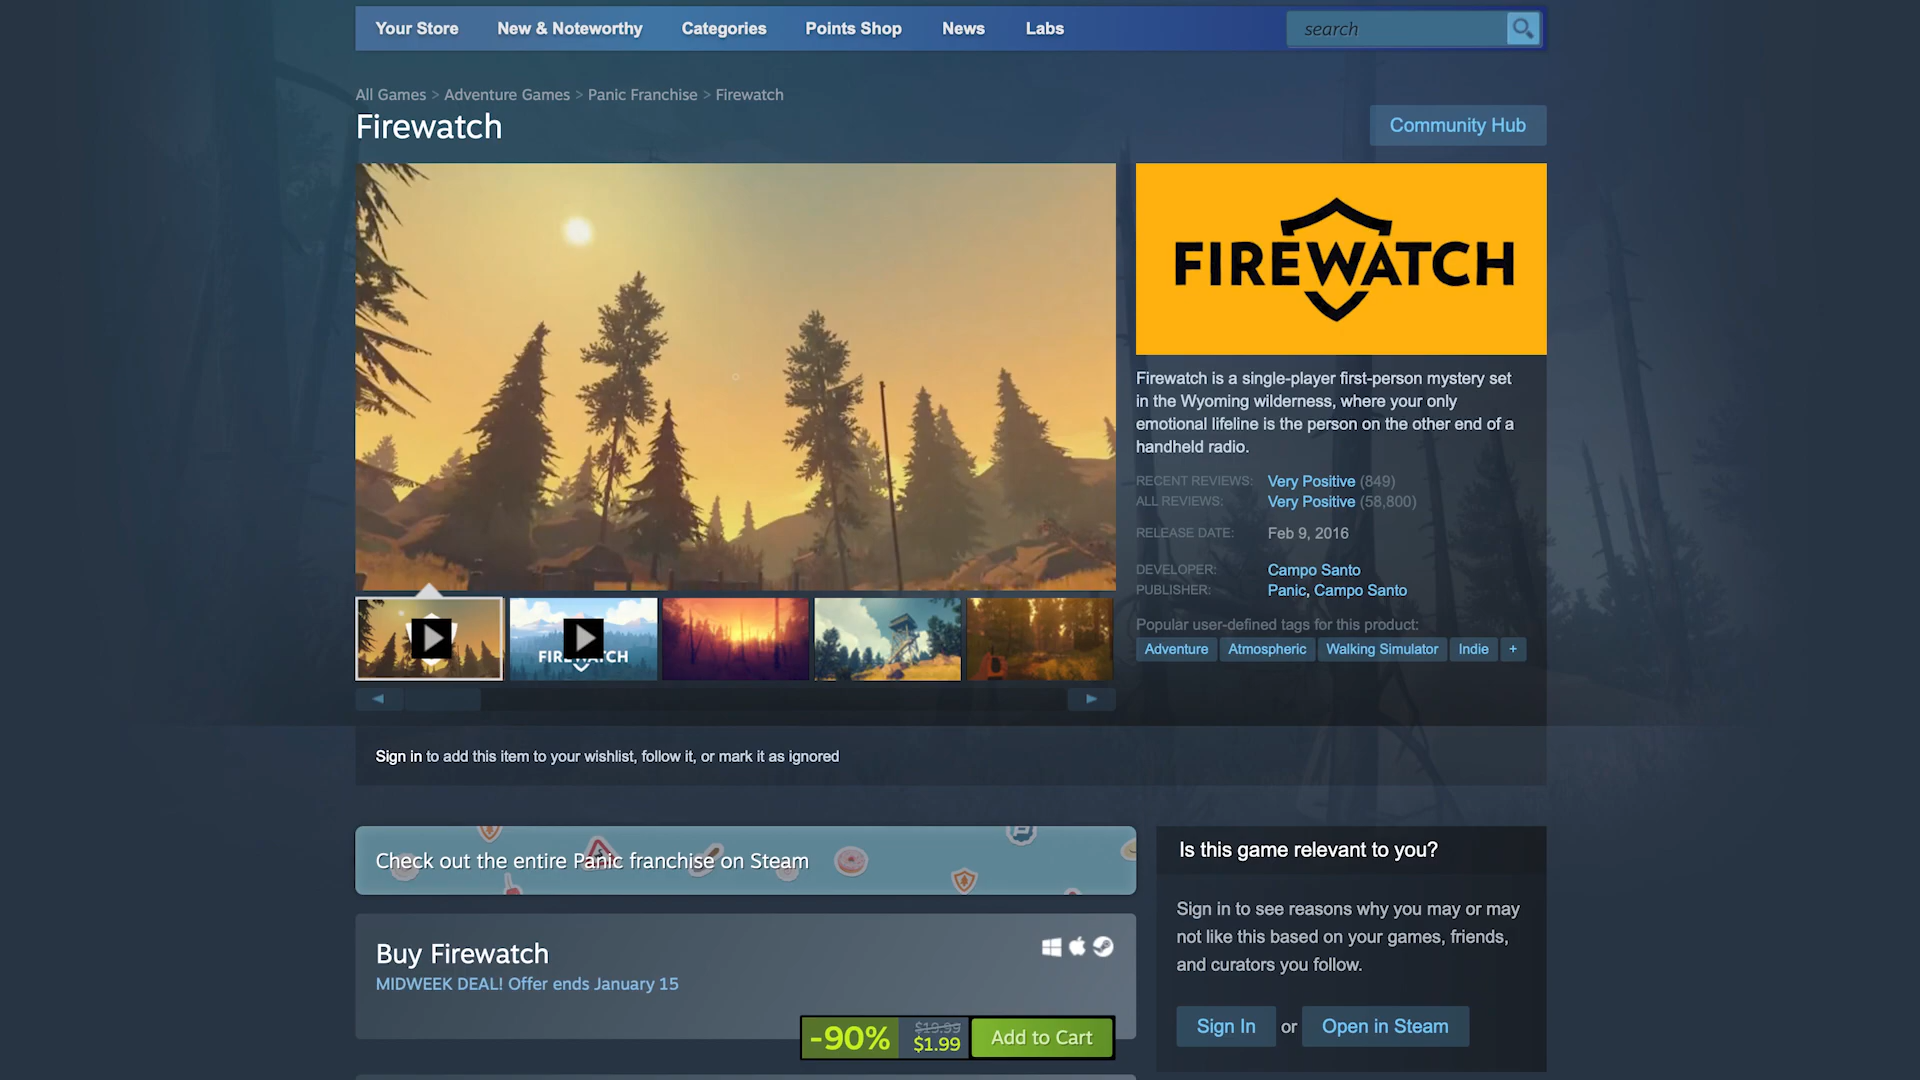 Your Store New & Noteworthy Categories Points Shop News Labs search
All Games > Adventure Games > Panic Franchise > Firewatch
Firewatch
Community Hub
FIREWATCH
Firewatch is a single-player first-person mystery set
in the Wyoming wilderness, where your only
emotional lifeline is the person on the other end of a
handheld radio.
RECENT REVIEWS: Very Positive (849)
ALL REVIEWS: Very Positive (58,800)
RELEASE DATE: Feb 9, 2016
DEVELOPER: Campo Santo
PUBLISHER: Panic, Campo Santo
Popular user-defined tags for this product:
Adventure Atmospheric Walking Simulator Indie +
FIREWATCH
Sign in to add this item to your wishlist, follow it, or mark it as ignored
Check out the entire Panic franchise on Steam
Buy Firewatch
MIDWEEK DEAL! Offer ends January 15
-90% $19.99 $1.99 Add to Cart
Is this game relevant to you?
Sign in to see reasons why you may or may
not like this based on your games, friends,
and curators you follow.
Sign In or Open in Steam